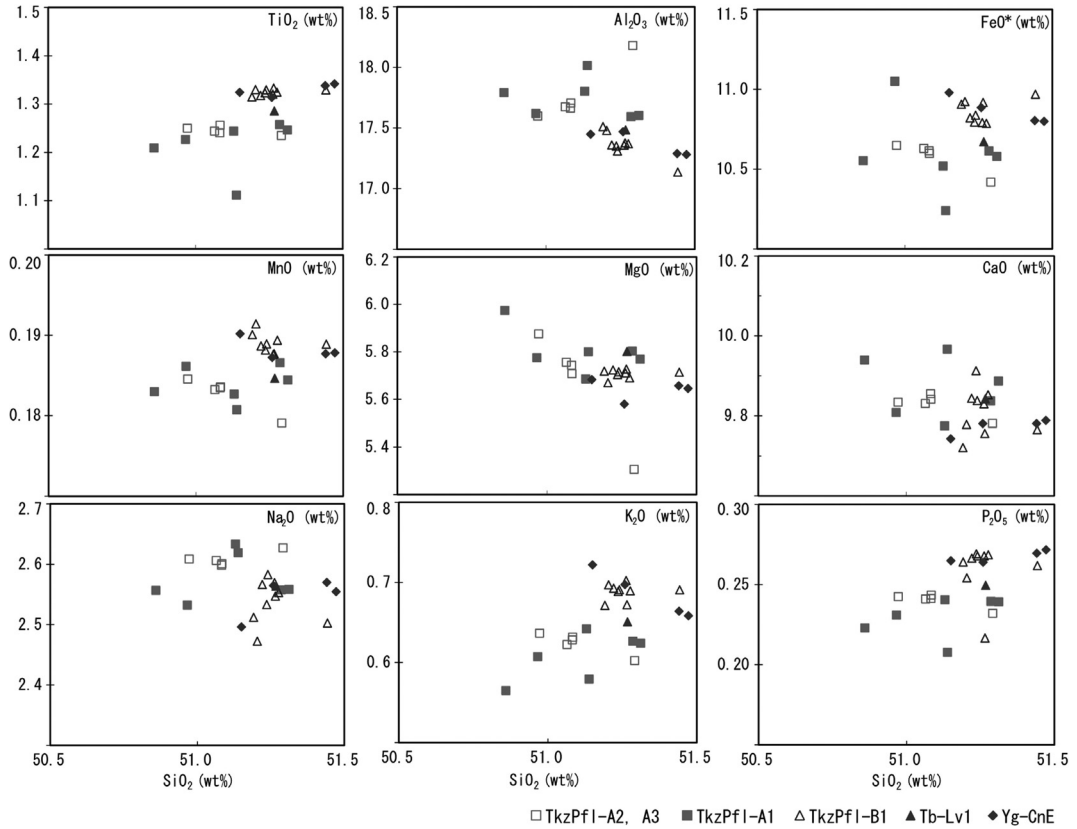 TiO₂ (wt%)
1.5
1.4
1.3
1.2
1.1
Al₂O₃ (wt%)
18.5
18.0
17.5
17.0
FeO* (wt%)
11.5
11.0
10.5
MnO (wt%)
0.20
0.19
0.18
MgO (wt%)
6.2
6.0
5.8
5.6
5.4
CaO (wt%)
10.2
10.0
9.8
Na₂O (wt%)
2.7
2.6
2.5
2.4
50.5 51.0 51.5
SiO₂ (wt%)
K₂O (wt%)
0.8
0.7
0.6
50.5 51.0 51.5
SiO₂ (wt%)
P₂O₅ (wt%)
0.30
0.25
0.20
50.5 51.0 51.5
SiO₂ (wt%)
□TkzPfl-A2, A3 ■TkzPfl-A1 △TkzPfl-B1 ▲Tb-Lv1 ◆Yg-CnE